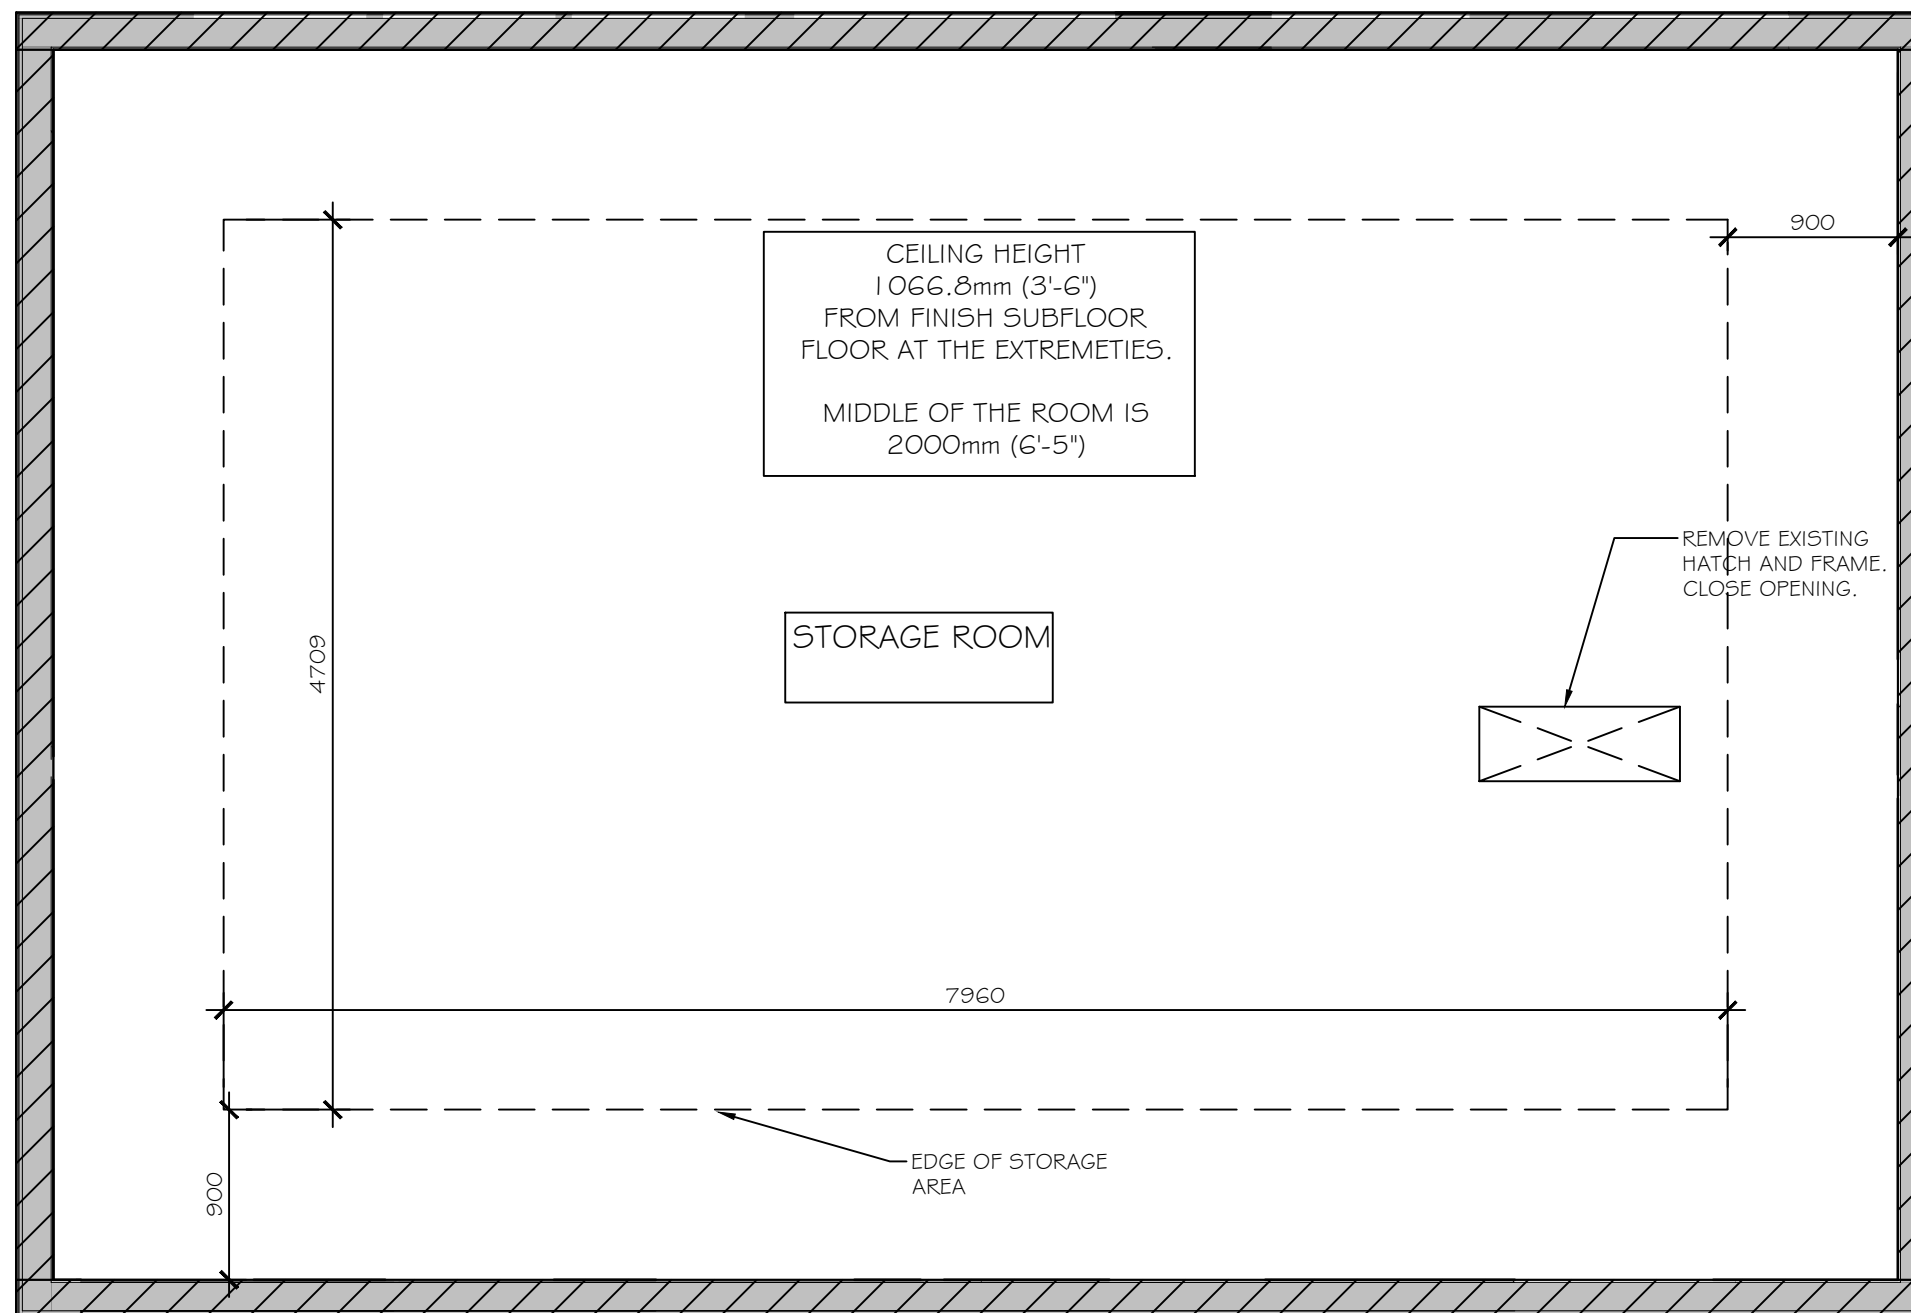 900
CEILING HEIGHT
1066.8mm (3'-6")
FROM FINISH SUBFLOOR
FLOOR AT THE EXTREMETIES.
MIDDLE OF THE ROOM IS
2000mm (6'-5")
REMOVE EXISTING
HATCH AND FRAME.
CLOSE OPENING.
STORAGE ROOM
4709
7960
EDGE OF STORAGE
AREA
900